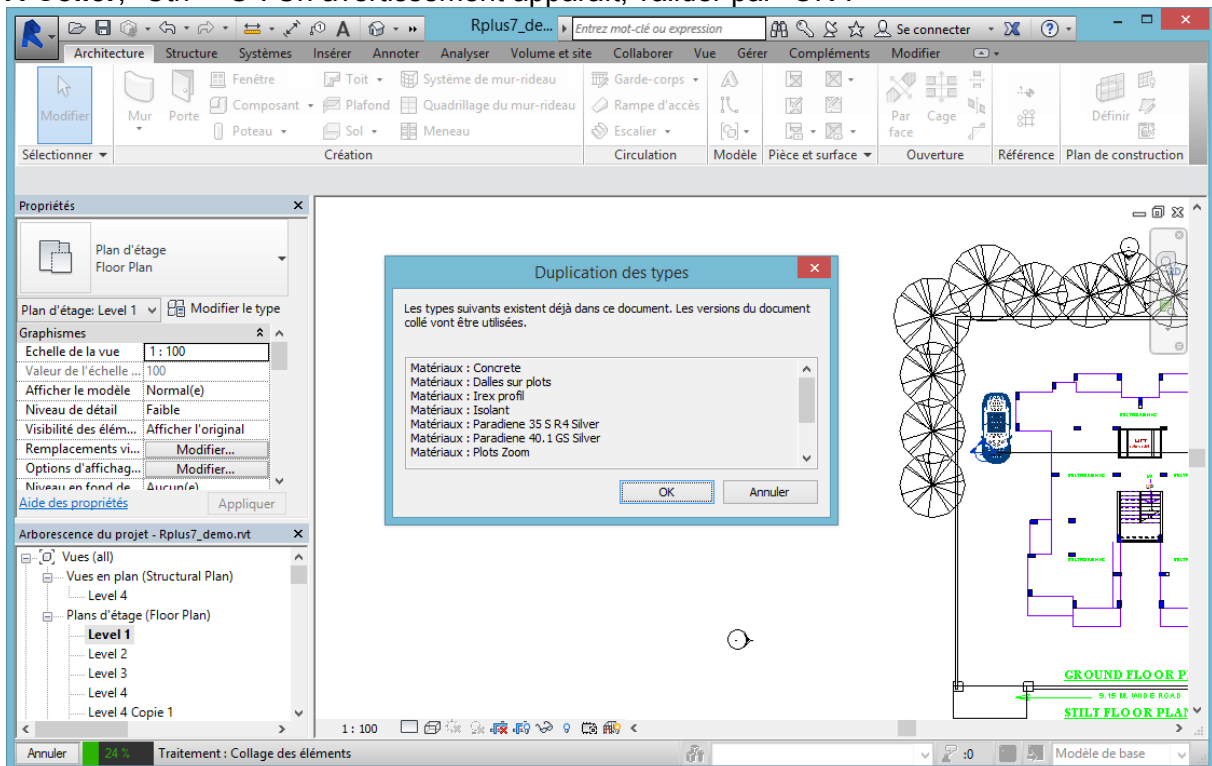 Rplus7_de...
Entrez mot-clé ou expression
Se connecter
Architecture Structure Systèmes Insérer Annoter Analyser Volume et site Collaborer Vue Gérer Compléments Modifier
Modifier
Mur
Porte
Fenêtre
Composant
Poteau
Toit
Plafond
Sol
Système de mur-rideau
Quadrillage du mur-rideau
Meneau
Garde-corps
Rampe d'accès
Escalier
Par face
Cage
Définir
Sélectionner
Création
Circulation
Modèle
Pièce et surface
Ouverture
Référence
Plan de construction
Propriétés
Plan d'étage
Floor Plan
Plan d'étage: Level 1
Modifier le type
Graphismes
Echelle de la vue 1 : 100
Valeur de l'échelle ... 100
Afficher le modèle Normal(e)
Niveau de détail Faible
Visibilité des élém... Afficher l'original
Remplacements vi... Modifier...
Options d'affichag... Modifier...
Niveau en fond de Aucun(e)
Aide des propriétés
Appliquer
Arborescence du projet - Rplus7_demo.rvt
Vues (all)
Vues en plan (Structural Plan)
Level 4
Plans d'étage (Floor Plan)
Level 1
Level 2
Level 3
Level 4
Level 4 Copie 1
Duplication des types
Les types suivants existent déjà dans ce document. Les versions du document
collé vont être utilisées.
Matériaux : Concrete
Matériaux : Dalles sur plots
Matériaux : Irex profil
Matériaux : Isolant
Matériaux : Paradiene 35 S R4 Silver
Matériaux : Paradiene 40.1 GS Silver
Matériaux : Plots Zoom
OK
Annuler
UP
GROUND FLOOR P
9.15 M. WIDE ROAD
STILT FLOOR PLAN
1 : 100
Annuler
24 %
Traitement : Collage des éléments
:0
Modèle de base